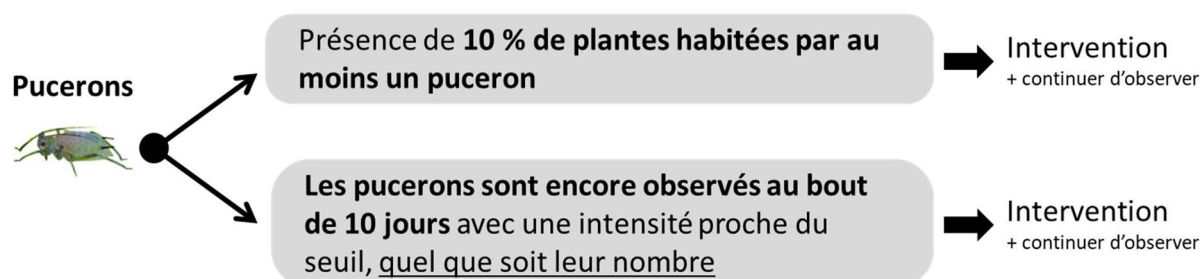 Présence de 10 % de plantes habitées par au
moins un puceron
Intervention
+ continuer d'observer
Pucerons
Les pucerons sont encore observés au bout
de 10 jours avec une intensité proche du
seuil, quel que soit leur nombre
Intervention
+ continuer d'observer